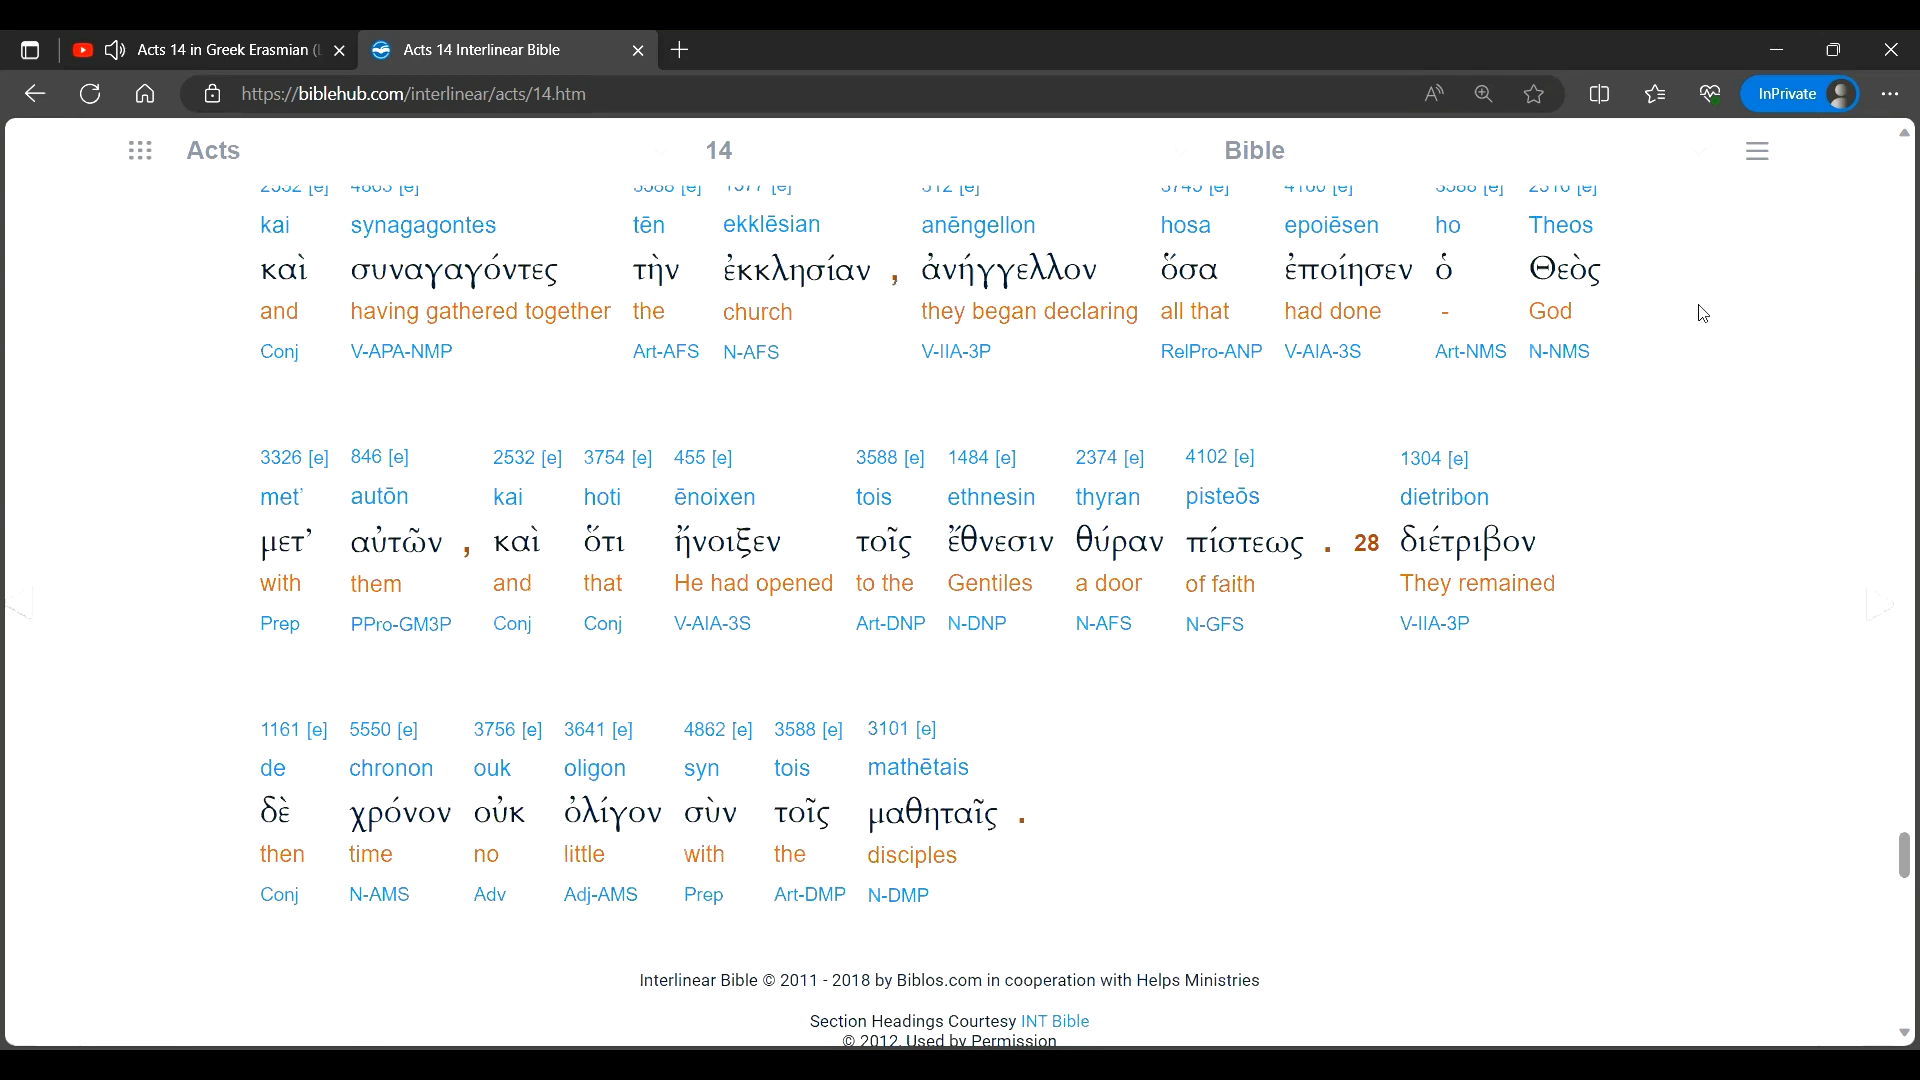 Acts 14 in Greek Erasmian (
Acts 14 Interlinear Bible
https://biblehub.com/interlinear/acts/14.htm
InPrivate
Acts 14 Bible
kai synagagontes tēn ekklēsian anēngellon hosa epoiēsen ho Theos
καὶ συναγαγόντες τὴν ἐκκλησίαν , ἀνήγγελλον ὅσα ἐποίησεν ὁ Θεὸς
and having gathered together the church they began declaring all that had done - God
Conj V-APA-NMP Art-AFS N-AFS V-IIA-3P RelPro-ANP V-AIA-3S Art-NMS N-NMS
3326 [e] 846 [e] 2532 [e] 3754 [e] 455 [e] 3588 [e] 1484 [e] 2374 [e] 4102 [e] 1304 [e]
met’ autōn kai hoti ēnoixen tois ethnesin thyran pisteōs dietribon
μετ’ αὐτῶν , καὶ ὅτι ἤνοιξεν τοῖς ἔθνεσιν θύραν πίστεως . 28 διέτριβον
with them and that He had opened to the Gentiles a door of faith They remained
Prep PPro-GM3P Conj Conj V-AIA-3S Art-DNP N-DNP N-AFS N-GFS V-IIA-3P
1161 [e] 5550 [e] 3756 [e] 3641 [e] 4862 [e] 3588 [e] 3101 [e]
de chronon ouk oligon syn tois mathētais
δὲ χρόνον οὐκ ὀλίγον σὺν τοῖς μαθηταῖς .
then time no little with the disciples
Conj N-AMS Adv Adj-AMS Prep Art-DMP N-DMP
Interlinear Bible © 2011 - 2018 by Biblos.com in cooperation with Helps Ministries
Section Headings Courtesy INT Bible
© 2012. Used by Permission